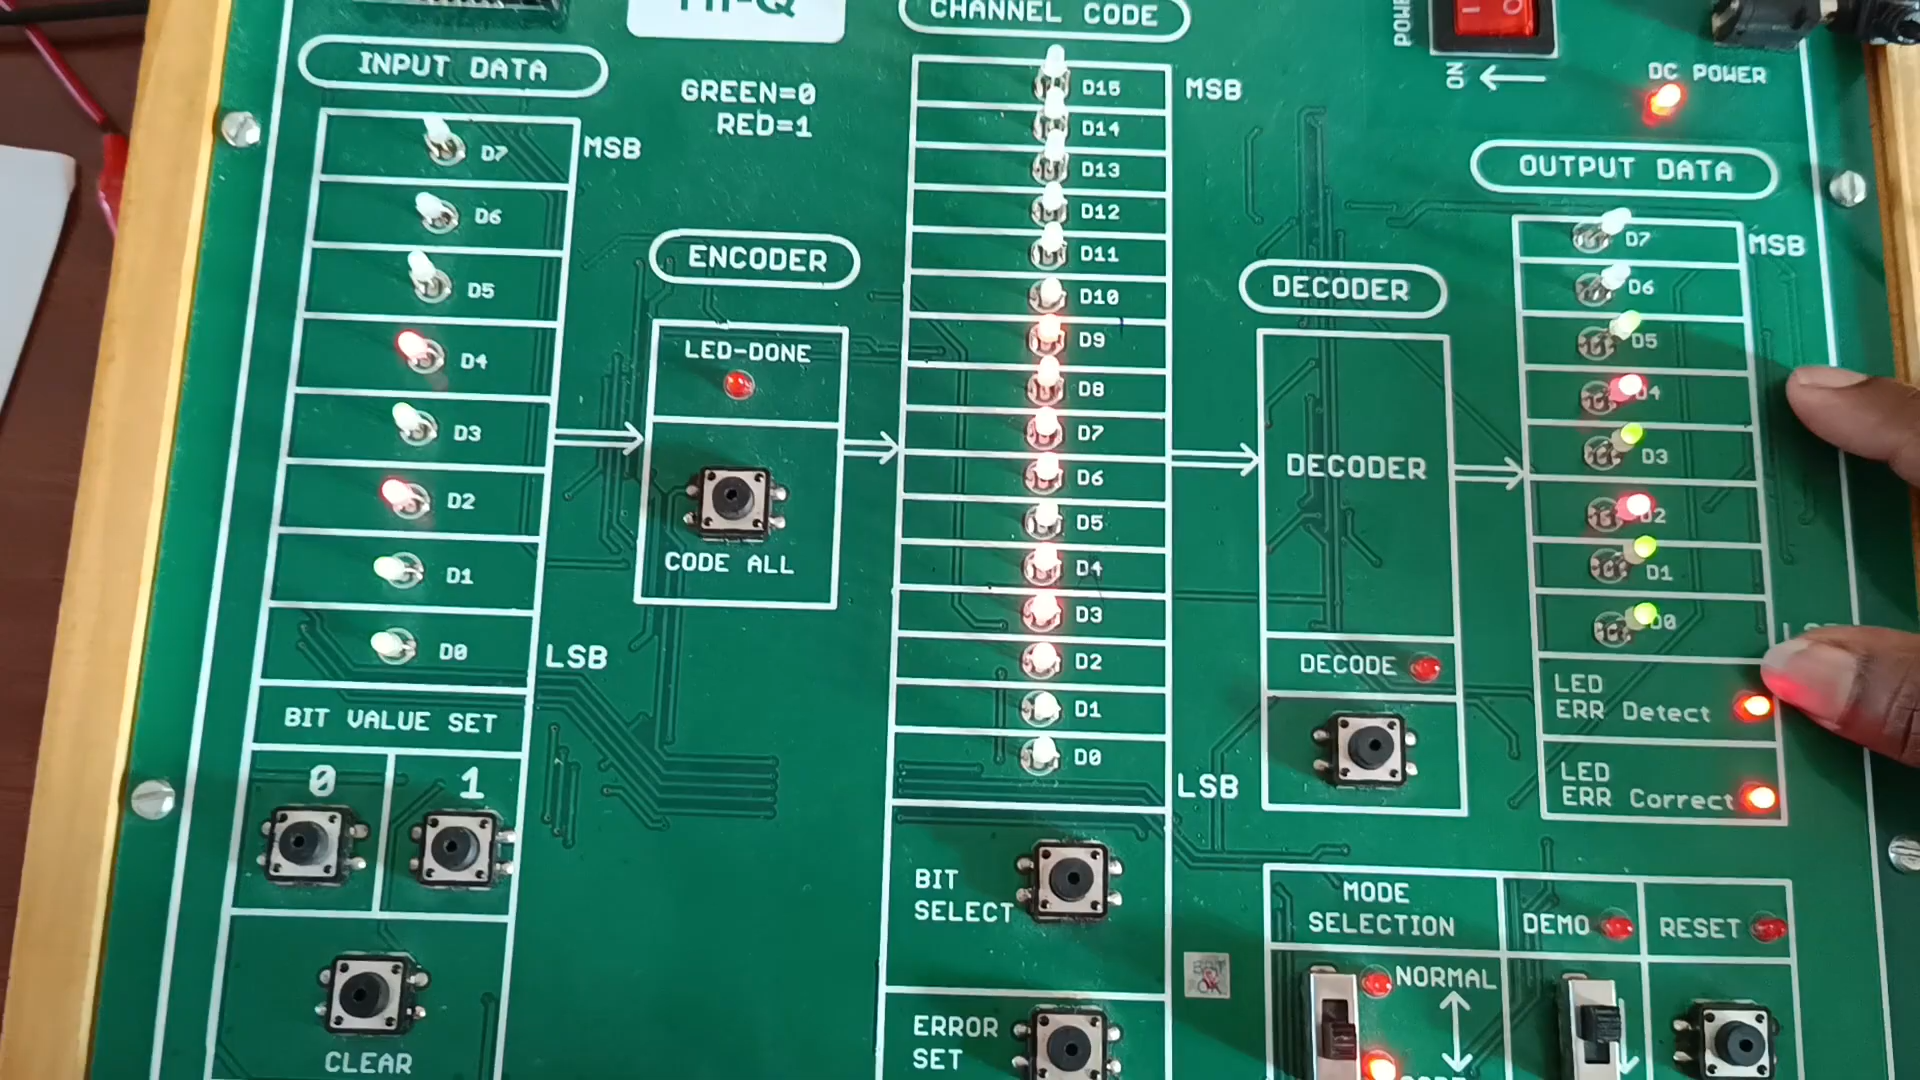 CHANNEL CODE
INPUT DATA
GREEN=0
RED=1
MSB
D7
D6
D5
D4
D3
D2
D1
D0
LSB
BIT VALUE SET
0 1
CLEAR
ENCODER
LED-DONE
CODE ALL
D15
D14
D13
D12
D11
D10
D9
D8
D7
D6
D5
D4
D3
D2
D1
D0
MSB
LSB
BIT
SELECT
ERROR
SET
DECODER
DECODER
DECODE
ON
DC POWER
OUTPUT DATA
MSB
D7
D6
D5
D4
D3
D2
D1
D0
LED
ERR Detect
LED
ERR Correct
MODE
SELECTION
NORMAL
DEMO
RESET